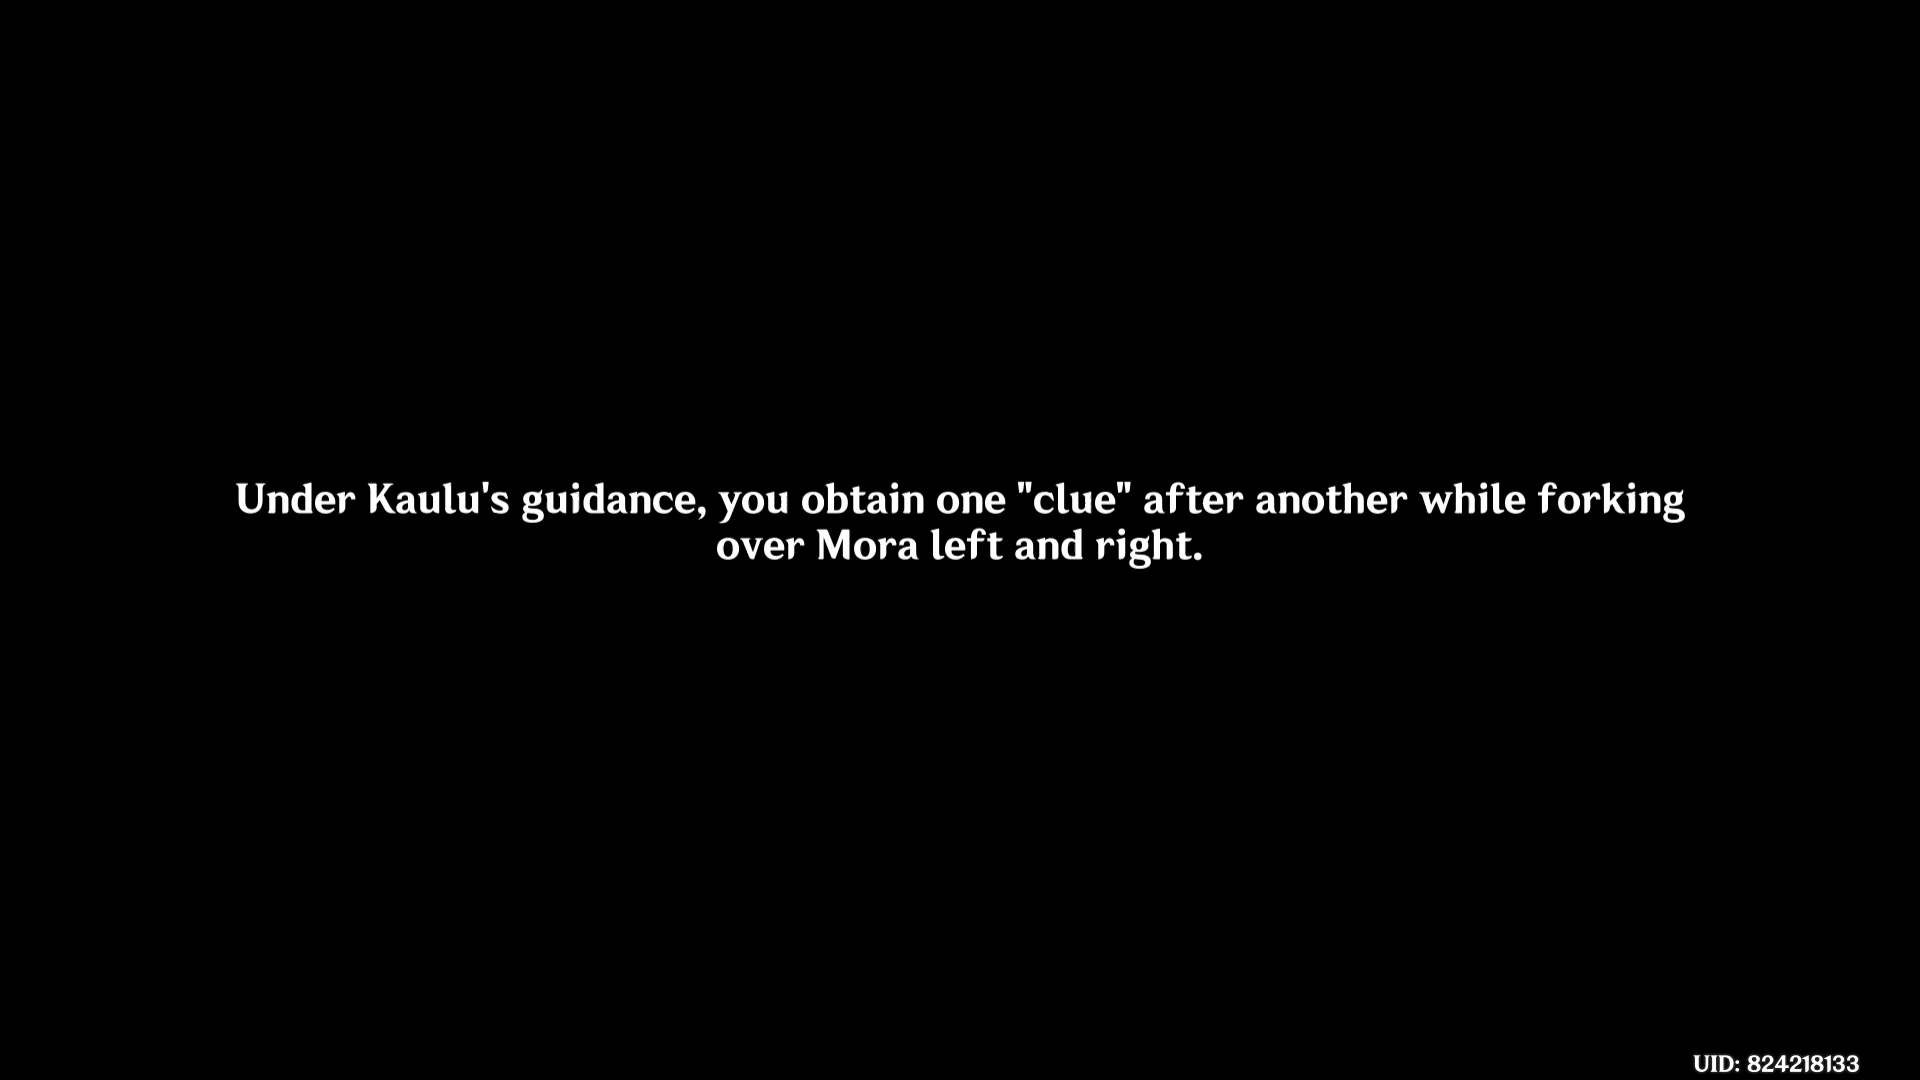 Under Kaulu's guidance, you obtain one "clue" after another while forking
over Mora left and right.
UID: 824218133